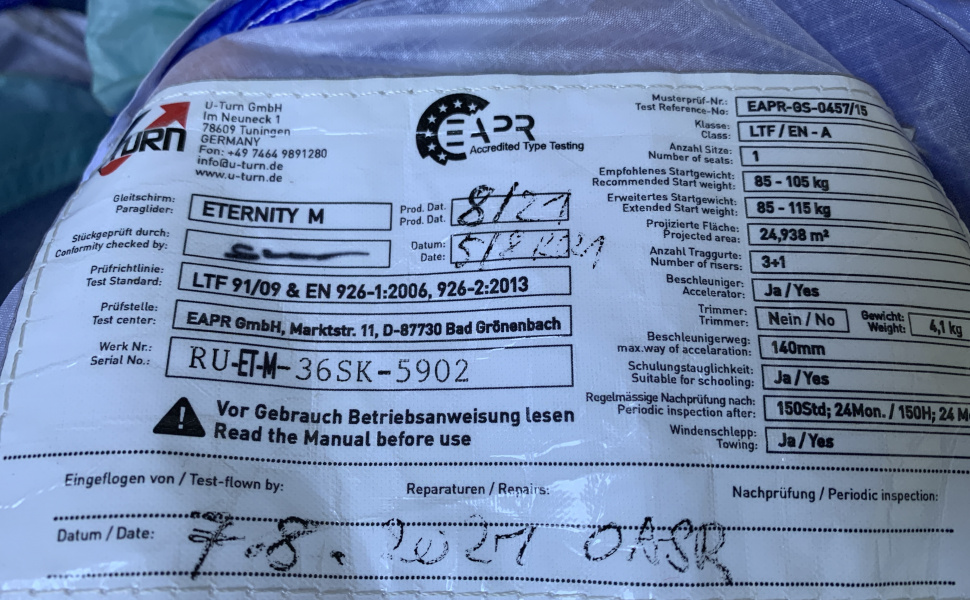 U-TURN
U-Turn GmbH
Im Neuneck 1
78609 Tuningen
GERMANY
Fon: +49 7464 9891280
info@u-turn.de
www.u-turn.de
EAPR
Accredited Type Testing
Gleitschirm:
Paraglider:
ETERNITY M
Prod. Dat.
Prod. Dat.
8/21
Stückgeprüft durch:
Conformity checked by:
Datum:
Date:
Prüfrichtlinie:
Test Standard:
LTF 91/09 & EN 926-1:2006, 926-2:2013
Prüfstelle:
Test center:
EAPR GmbH, Marktstr. 11, D-87730 Bad Grönenbach
Werk Nr.:
Serial No.:
RU-ET-M-36SK-5902
Vor Gebrauch Betriebsanweisung lesen
Read the Manual before use
Musterprüf-Nr.:
Test Reference-No:
EAPR-GS-0457/15
Klasse:
Class:
LTF / EN - A
Anzahl Sitze:
Number of seats:
1
Empfohlenes Startgewicht:
Recommended Start weight:
85 - 105 kg
Erweitertes Startgewicht:
Extended Start weight:
85 - 115 kg
Projizierte Fläche:
Projected area:
24,938 m²
Anzahl Traggurte:
Number of risers:
3+1
Beschleuniger:
Accelerator:
Ja / Yes
Trimmer:
Trimmer:
Nein / No
Gewicht:
Weight:
4,1 kg
Beschleunigerweg:
max.way of accelaration:
140mm
Schulungstauglichkeit:
Suitable for schooling:
Ja / Yes
Regelmässige Nachprüfung nach:
Periodic inspection after:
150Std; 24Mon. / 150H; 24 M
Windenschlepp:
Towing:
Ja / Yes
Eingeflogen von / Test-flown by:
Reparaturen / Repairs:
Nachprüfung / Periodic inspection:
Datum / Date:
7.8.2021